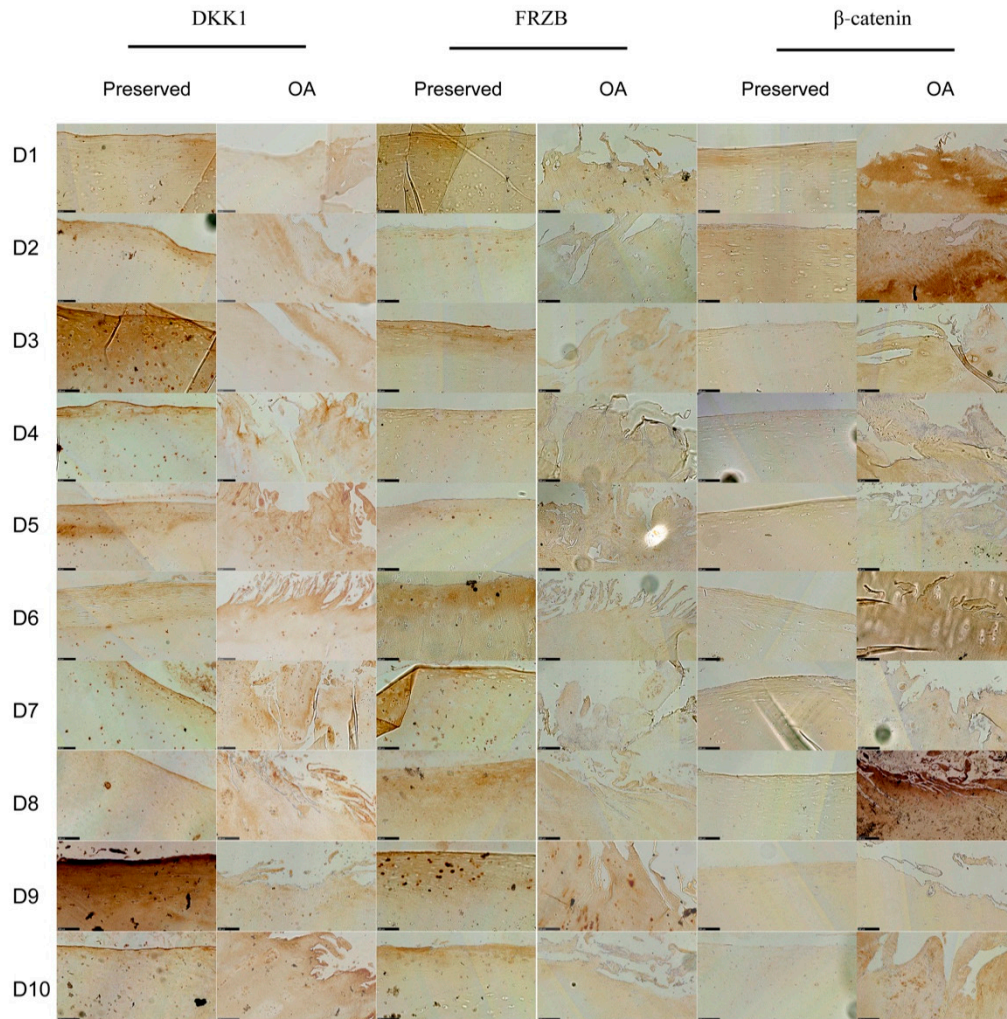 DKK1 FRZB β-catenin
Preserved OA Preserved OA Preserved OA
D1
D2
D3
D4
D5
D6
D7
D8
D9
D10